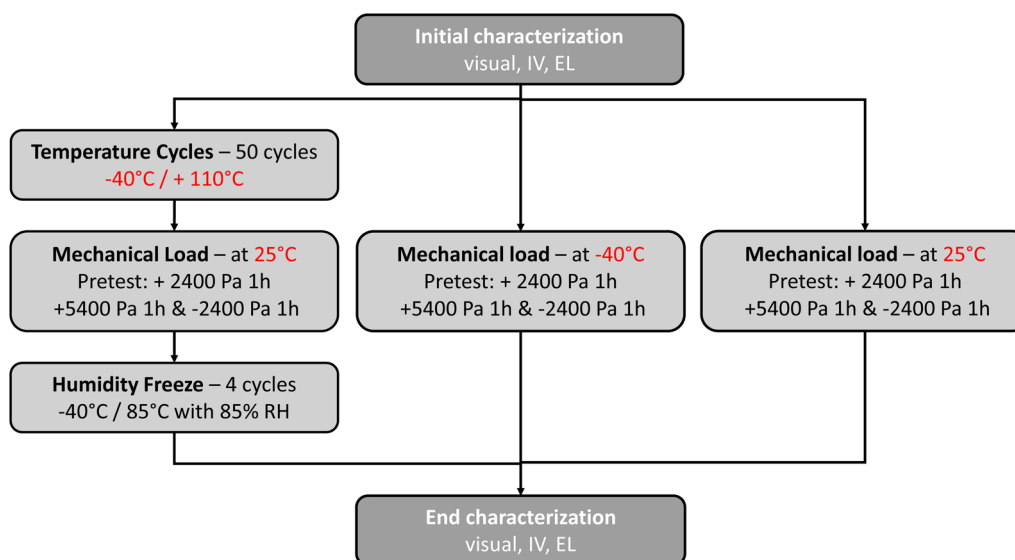 Initial characterization
visual, IV, EL
Temperature Cycles – 50 cycles
-40°C / + 110°C
Mechanical Load – at 25°C
Pretest: + 2400 Pa 1h
+5400 Pa 1h & -2400 Pa 1h
Mechanical load – at -40°C
Pretest: + 2400 Pa 1h
+5400 Pa 1h & -2400 Pa 1h
Mechanical load – at 25°C
Pretest: + 2400 Pa 1h
+5400 Pa 1h & -2400 Pa 1h
Humidity Freeze – 4 cycles
-40°C / 85°C with 85% RH
End characterization
visual, IV, EL